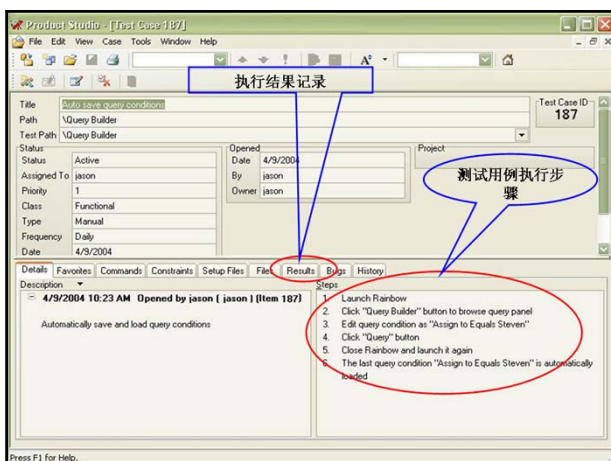 Product Studio - [Test Case 187]
File Edit View Case Tools Window Help
执行结果记录
Title Auto save query conditions
Test Case ID
187
Path \Query Builder
Test Path \Query Builder
Status
Opened
Project
Status Active
Date 4/9/2004
Assigned To jason
By jason
Priority 1
Owner jason
Class Functional
Type Manual
Frequency Daily
Date 4/9/2004
测试用例执行步
骤
Details Favorites Commands Constraints Setup Files Files Results Bugs History
Description
4/9/2004 10:23 AM Opened by jason ( jason ) (Item 187)
Automatically save and load query conditions
Steps
1. Launch Rainbow
2. Click "Query Builder" button to browse query panel
3. Edit query condition as "Assign to Equals Steven"
4. Click "Query" button
5. Close Rainbow and launch it again
6. The last query condition "Assign to Equals Steven" is automatically
loaded
Press F1 for Help.